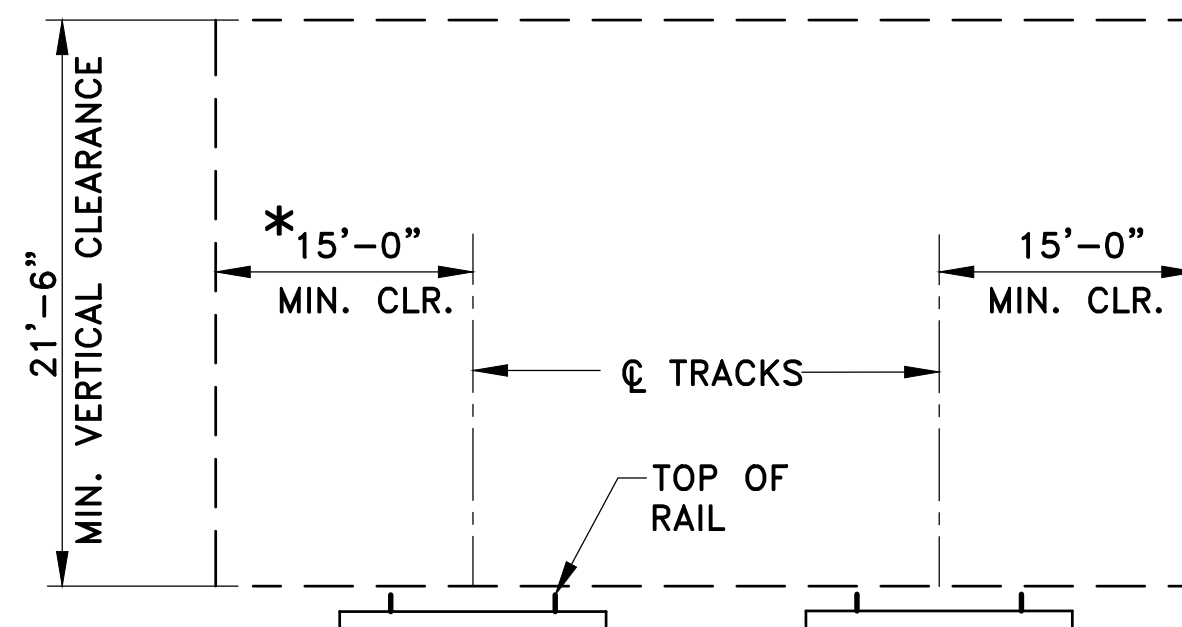 21'-6"
MIN. VERTICAL CLEARANCE
*15'-0"
MIN. CLR.
15'-0"
MIN. CLR.
℄ TRACKS
TOP OF
RAIL